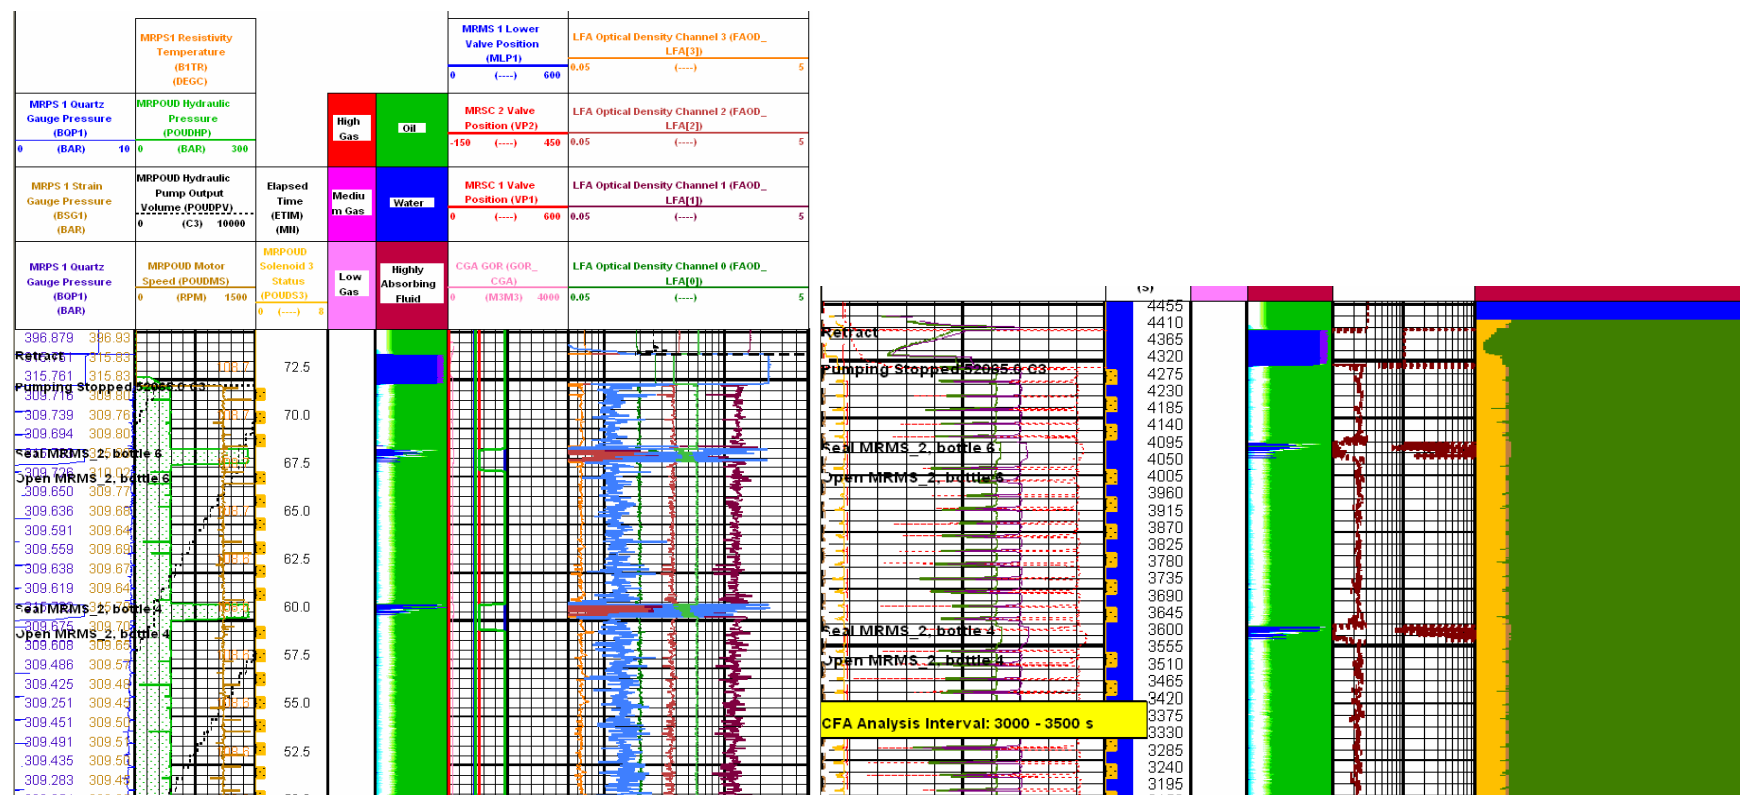 MRPS1 Resistivity
Temperature
(B1TR)
(DEGC)
MRMS 1 Lower
Valve Position
(MLP1)
0 (----) 600
LFA Optical Density Channel 3 (FAOD_
LFA[3])
0.05 (----) 5
MRPS 1 Quartz
Gauge Pressure
(BQP1)
0 (BAR) 10
MRPOUD Hydraulic
Pressure
(POUDHP)
0 (BAR) 300
High
Gas
Oil
MRSC 2 Valve
Position (VP2)
-150 (----) 450
LFA Optical Density Channel 2 (FAOD_
LFA[2])
0.05 (----) 5
MRPS 1 Strain
Gauge Pressure
(BSG1)
(BAR)
MRPOUD Hydraulic
Pump Output
Volume (POUDPV)
0 (C3) 10000
Elapsed
Time
(ETIM)
(MN)
Mediu
m Gas
Water
MRSC 1 Valve
Position (VP1)
0 (----) 600
LFA Optical Density Channel 1 (FAOD_
LFA[1])
0.05 (----) 5
MRPS 1 Quartz
Gauge Pressure
(BQP1)
(BAR)
MRPOUD Motor
Speed (POUDMS)
0 (RPM) 1500
MRPOUD
Solenoid 3
Status
(POUDS3)
0 (----) 8
Low
Gas
Highly
Absorbing
Fluid
CGA GOR (GOR_
CGA)
0 (M3M3) 4000
LFA Optical Density Channel 0 (FAOD_
LFA[0])
0.05 (----) 5
396.879 396.93
Retract
315.761 315.83
Pumping Stopped 52065.0 C3
309.739 309.76
309.694 309.80
Seal MRMS_2, bottle 6
Open MRMS_2, bottle 6
309.650 309.77
309.636
309.591 309.64
309.559
309.638 309.67
309.619 309.64
Seal MRMS_2, bottle 4
309.675 309.70
Open MRMS_2, bottle 4
309.608
309.486
309.425
309.251
309.451
309.491
309.435
309.283
72.5
70.0
67.5
65.0
62.5
60.0
57.5
55.0
52.5
(S)
Retract
Pumping Stopped 52065.0 C3
Seal MRMS_2, bottle 6
Open MRMS_2, bottle 6
Seal MRMS_2, bottle 4
Open MRMS_2, bottle 4
CFA Analysis Interval: 3000 - 3500 s
4455
4410
4365
4320
4275
4230
4185
4140
4095
4050
4005
3960
3915
3870
3825
3780
3735
3690
3645
3600
3555
3510
3465
3420
3375
3330
3285
3240
3195